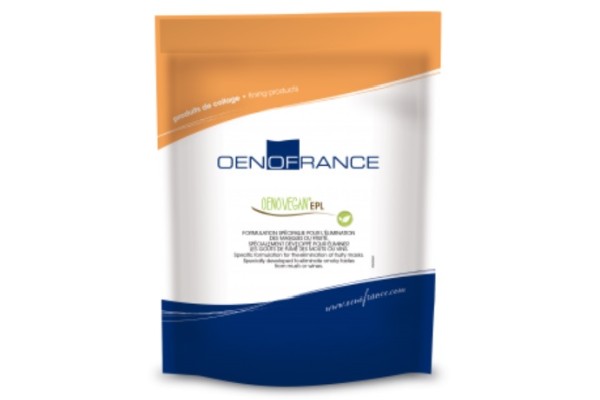 produits de collage • fining products
OENOFRANCE
OENOVEGAN® EPL
FORMULATION SPÉCIFIQUE POUR L'ÉLIMINATION
DES MASQUES DU FRUITÉ,
SPÉCIALEMENT DÉVELOPPÉ POUR ÉLIMINER
LES GOÛTS DE FUMÉ DES MOÛTS OU VINS.
Specific formulation for the elimination of fruity masks.
Specially developed to eliminate smoky tastes
from musts or wines.
www.oenofrance.com